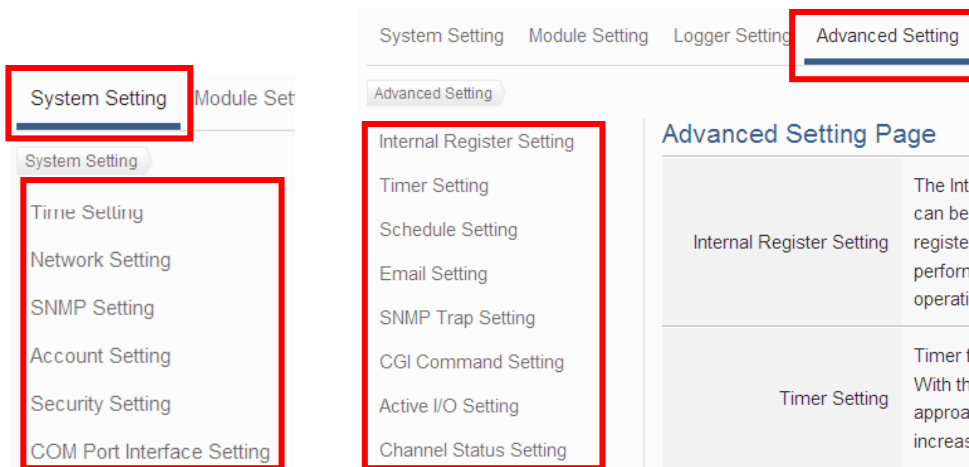 System Setting Module Set
System Setting
Time Setting
Network Setting
SNMP Setting
Account Setting
Security Setting
COM Port Interface Setting
System Setting Module Setting Logger Setting Advanced Setting
Advanced Setting
Internal Register Setting
Timer Setting
Schedule Setting
Email Setting
SNMP Trap Setting
CGI Command Setting
Active I/O Setting
Channel Status Setting
Advanced Setting Page
Internal Register Setting
The Int
can be
registe
perforn
operati
Timer Setting
Timer f
With th
approa
increas